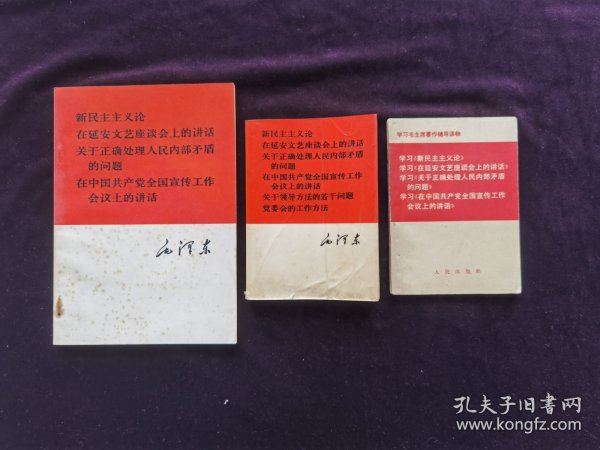 新民主主义论
在延安文艺座谈会上的讲话
关于正确处理人民内部矛盾
的问题
在中国共产党全国宣传工作
会议上的讲话
毛泽东
新民主主义论
在延安文艺座谈会上的讲话
关于正确处理人民内部矛盾
的问题
在中国共产党全国宣传工作
会议上的讲话
关于领导方法的若干问题
党委会的工作方法
毛泽东
学习毛主席著作辅导读物
学习《新民主主义论》
学习《在延安文艺座谈会上的讲话》
学习《关于正确处理人民内部矛盾
的问题》
学习《在中国共产党全国宣传工作
会议上的讲话》
人民出版社
孔夫子旧书网
www.kongfz.com